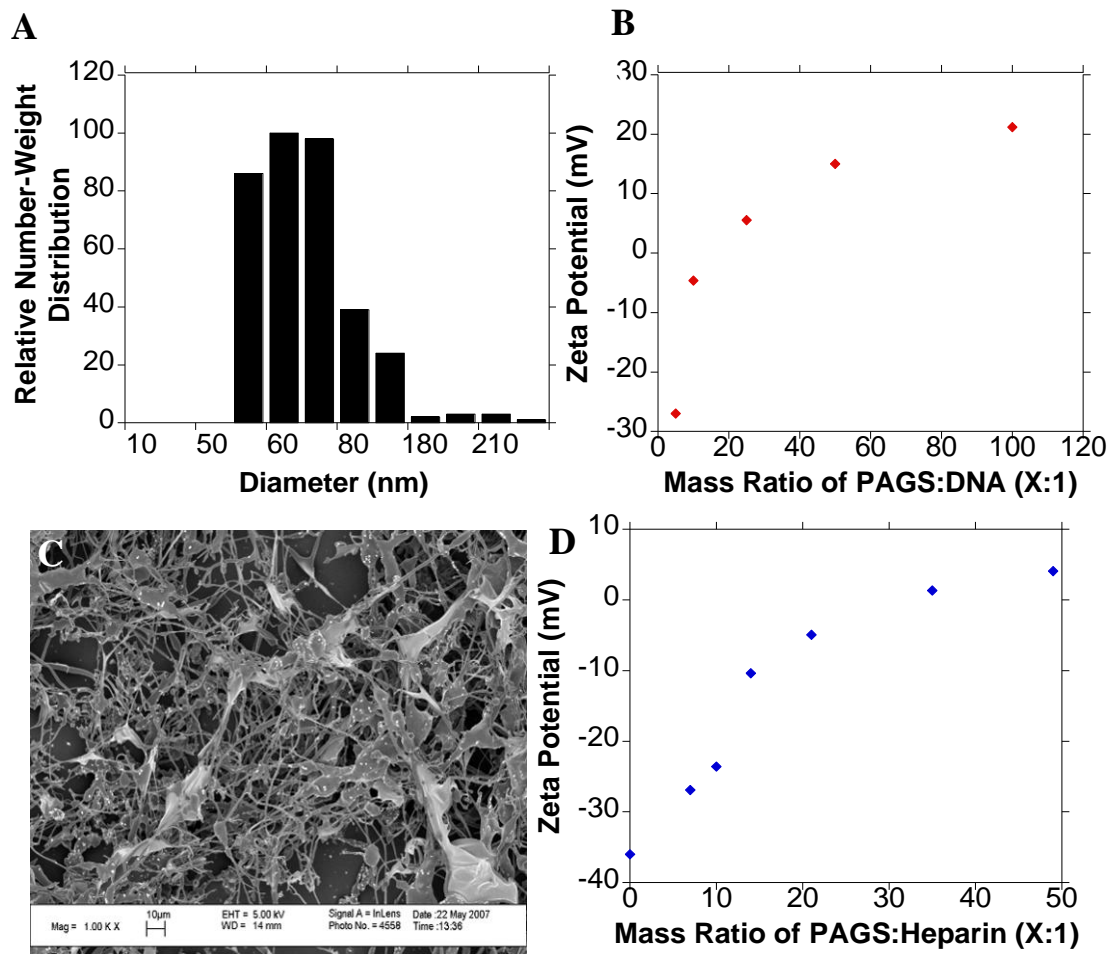 A
120
100
80
60
40
20
0
10 50 60 80 180 210
Relative Number-Weight
Distribution
Diameter (nm)
B
30
20
10
0
-10
-20
-30
0 20 40 60 80 100 120
Zeta Potential (mV)
Mass Ratio of PAGS:DNA (X:1)
C
Mag = 1.00 K X
10µm
EHT = 5.00 kV
WD = 14 mm
Signal A = InLens
Photo No. = 4558
Date :22 May 2007
Time :13:36
D
10
0
-10
-20
-30
-40
0 10 20 30 40 50
Zeta Potential (mV)
Mass Ratio of PAGS:Heparin (X:1)